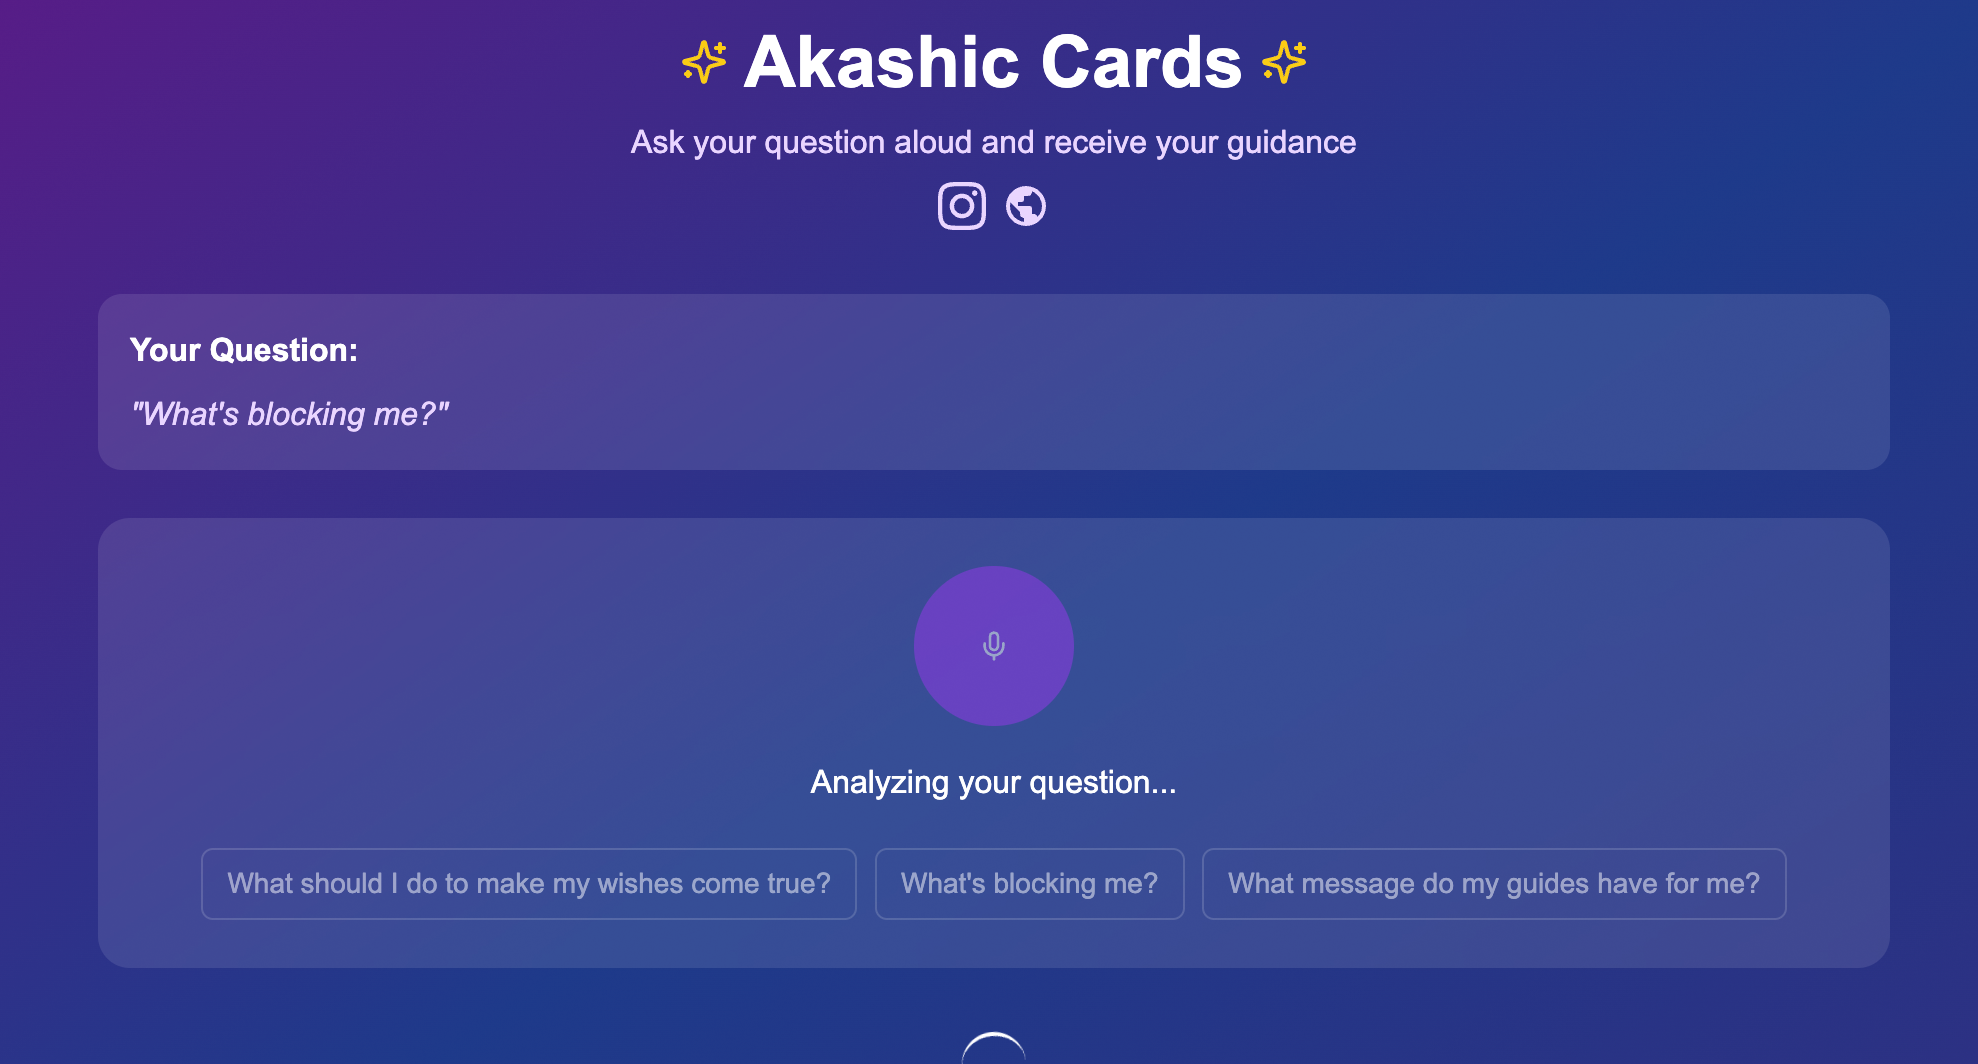 Akashic Cards
Ask your question aloud and receive your guidance
Your Question:
"What's blocking me?"
Analyzing your question...
What should I do to make my wishes come true?
What's blocking me?
What message do my guides have for me?